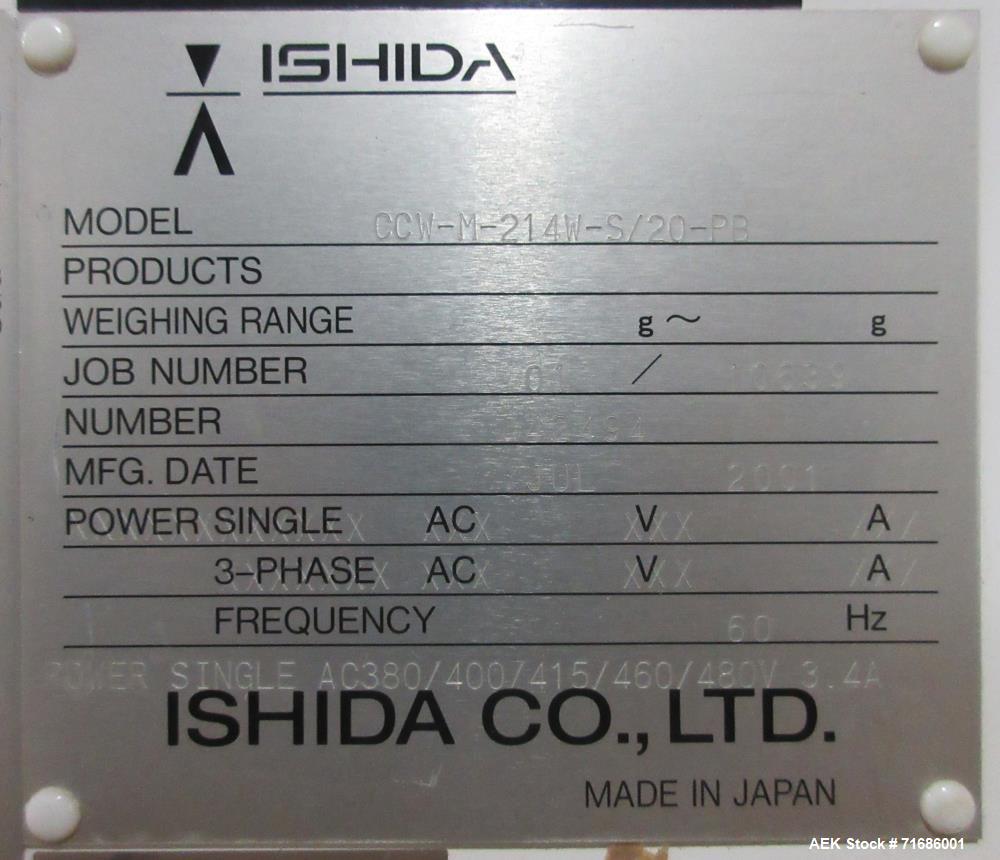 ISHIDA
MODEL CCW-M-214W-S/20-PB
PRODUCTS
WEIGHING RANGE g ~ g
JOB NUMBER 01 /
NUMBER
MFG. DATE JUL 2001
POWER SINGLE AC V A
3-PHASE AC V A
FREQUENCY 60 Hz
POWER SINGLE AC380/400/415/460/480V 3.4A
ISHIDA CO., LTD.
MADE IN JAPAN
AEK Stock # 71686001